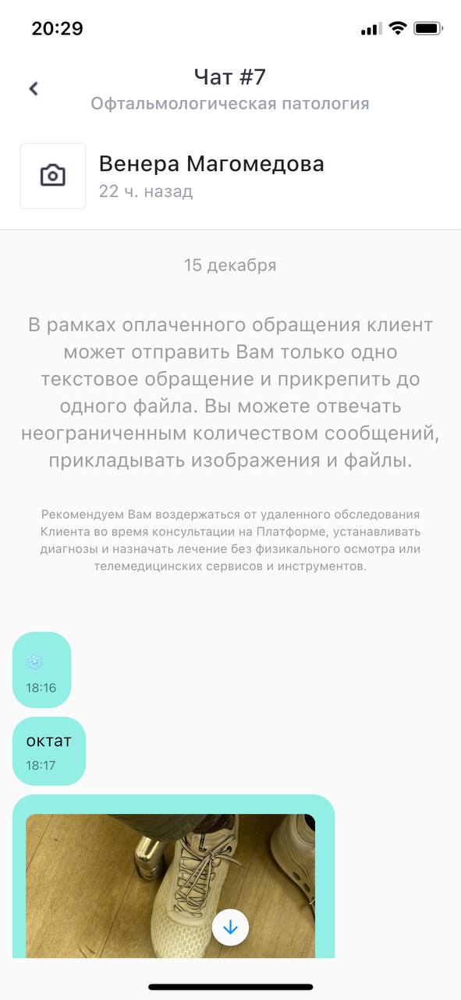 20:29
Чат #7
Офтальмологическая патология
Венера Магомедова
22 ч. назад
15 декабря
В рамках оплаченного обращения клиент
может отправить Вам только одно
текстовое обращение и прикрепить до
одного файла. Вы можете отвечать
неограниченным количеством сообщений,
прикладывать изображения и файлы.
Рекомендуем Вам воздержаться от удаленного обследования
Клиента во время консультации на Платформе, устанавливать
диагнозы и назначать лечение без физикального осмотра или
телемедицинских сервисов и инструментов.
18:16
октат
18:17